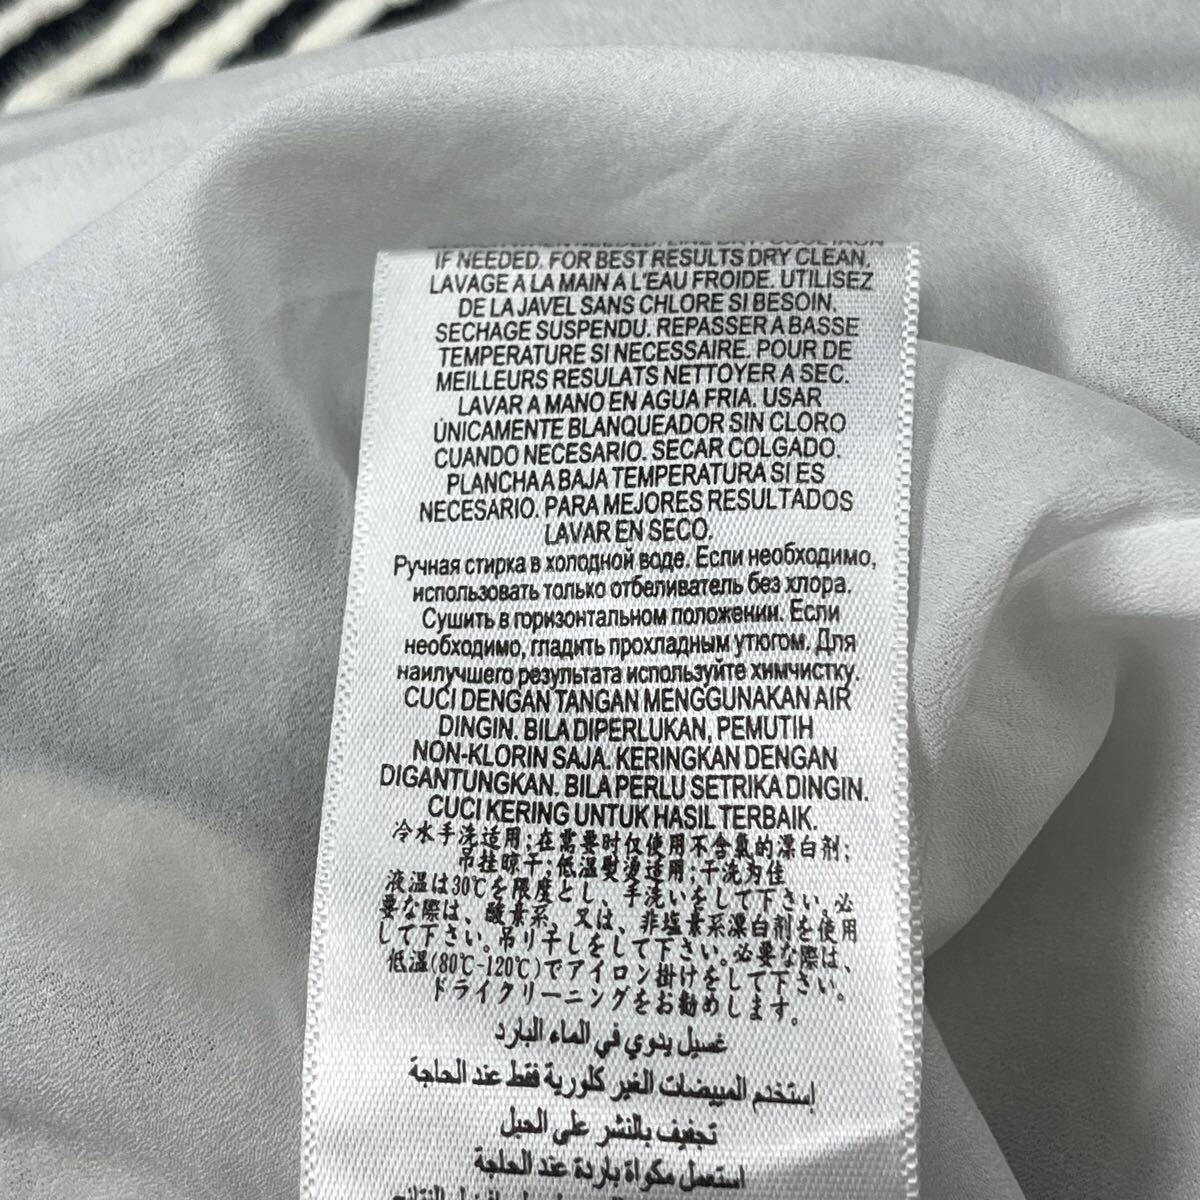 NEEDED. LINE DRY. COOL IRON
IF NEEDED. FOR BEST RESULTS DRY CLEAN.
LAVAGE A LA MAIN A L'EAU FROIDE. UTILISEZ
DE LA JAVEL SANS CHLORE SI BESOIN.
SECHAGE SUSPENDU. REPASSER A BASSE
TEMPERATURE SI NECESSAIRE. POUR DE
MEILLEURS RESULATS NETTOYER A SEC.
LAVAR A MANO EN AGUA FRIA. USAR
ÚNICAMENTE BLANQUEADOR SIN CLORO
CUANDO NECESARIO. SECAR COLGADO.
PLANCHA A BAJA TEMPERATURA SI ES
NECESARIO. PARA MEJORES RESULTADOS
LAVAR EN SECO.
Ручная стирка в холодной воде. Если необходимо,
использовать только отбеливатель без хлора.
Сушить в горизонтальном положении. Если
необходимо, гладить прохладным утюгом. Для
наилучшего результата используйте химчистку.
CUCI DENGAN TANGAN MENGGUNAKAN AIR
DINGIN. BILA DIPERLUKAN, PEMUTIH
NON-KLORIN SAJA. KERINGKAN DENGAN
DIGANTUNGKAN. BILA PERLU SETRIKA DINGIN.
CUCI KERING UNTUK HASIL TERBAIK.
冷水手洗适用;在需要时仅使用不含氯的漂白剂;
吊挂晾干;低温熨烫适用;干洗为佳
液温は30℃を限度とし、手洗いをして下さい。必
要な際は、酸素系、又は、非塩素系漂白剤を使用
して下さい。吊り干しをして下さい。必要な際は、
低温(80℃-120℃)でアイロン掛けをして下さい。
ドライクリーニングをお勧めします。
غسيل يدوي في الماء البارد
إستخدم المبيضات الغير كلورية فقط عند الحاجة
تجفيف بالنشر على الحبل
استعمل مكواة باردة عند الحاجة